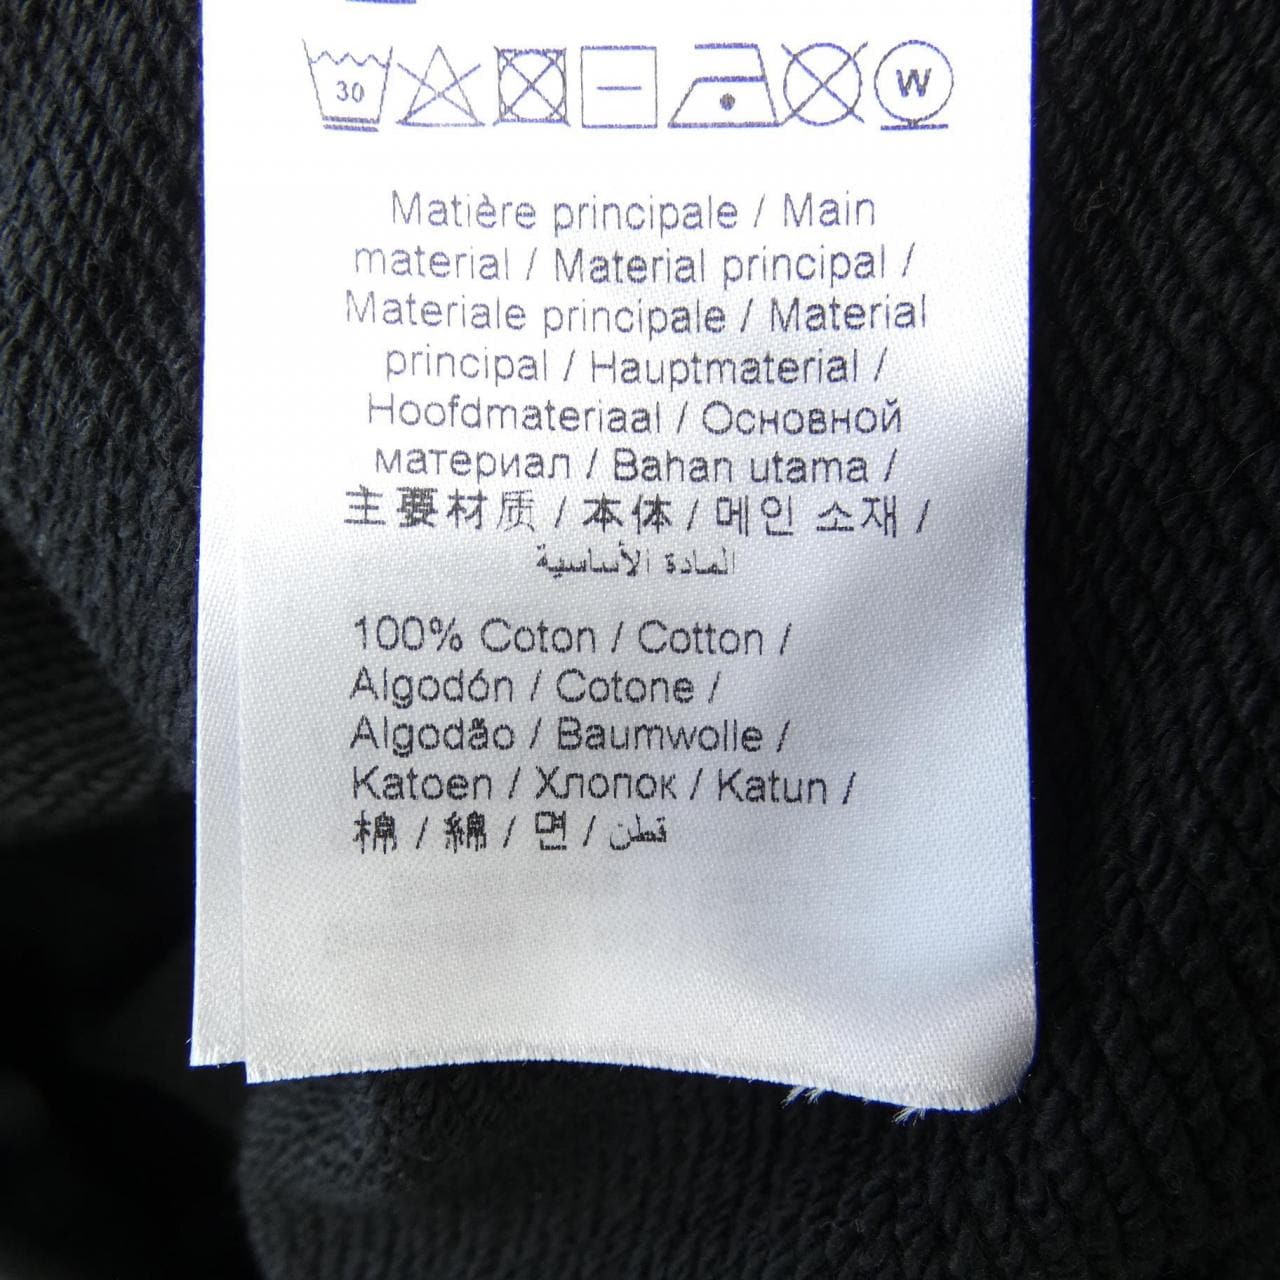 30 W
Matière principale / Main
material / Material principal /
Materiale principale / Material
principal / Hauptmaterial /
Hoofdmateriaal / Основной
материал / Bahan utama /
主要材质 / 本体 / 메인 소재 /
المادة الأساسية
100% Coton / Cotton /
Algodón / Cotone /
Algodão / Baumwolle /
Katoen / Хлопок / Katun /
棉 / 綿 / 면 / قطن